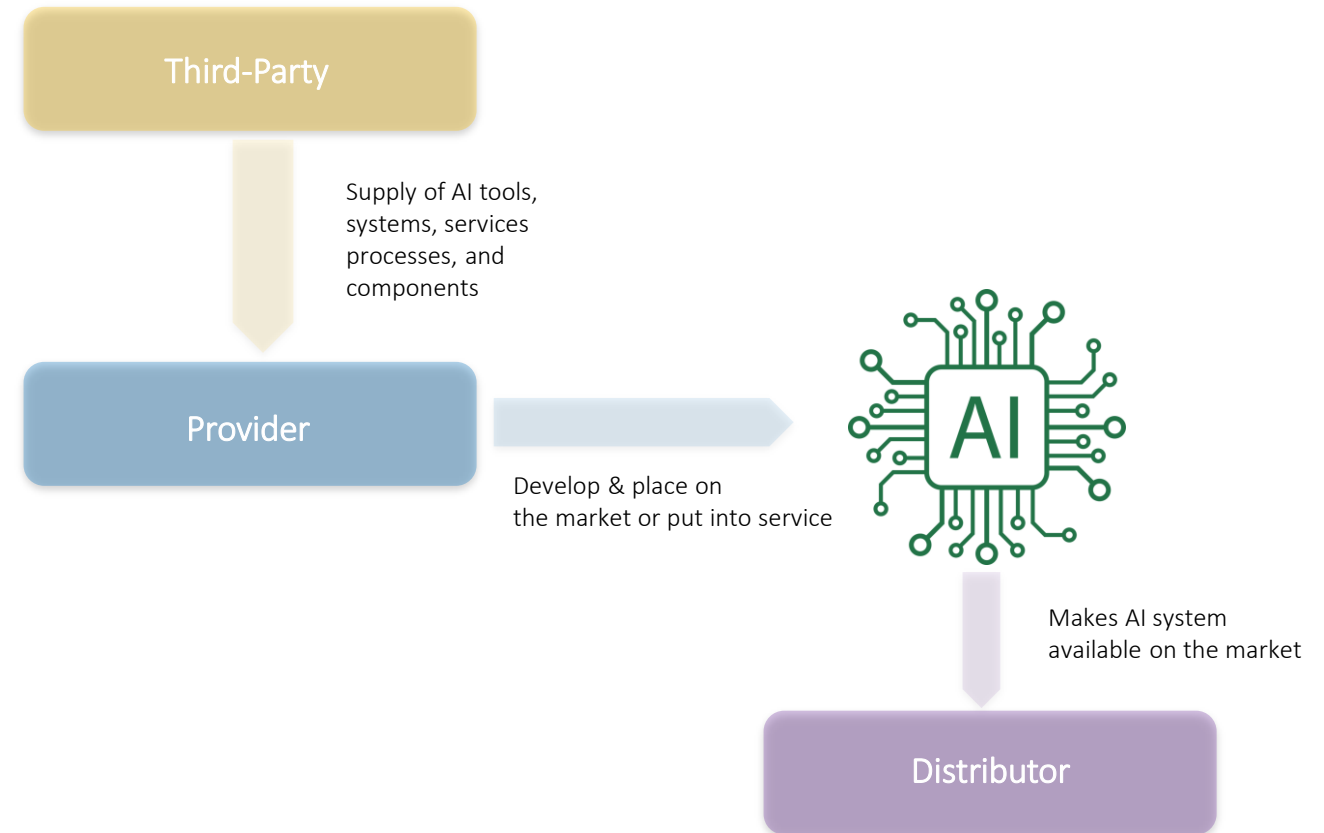 Third-Party
Supply of AI tools,
systems, services
processes, and
components
Provider
Develop & place on
the market or put into service
AI
Makes AI system
available on the market
Distributor